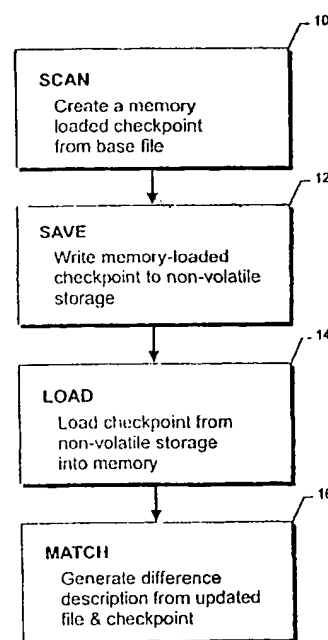 10
SCAN
Create a memory
loaded checkpoint
from base file
12
SAVE
Write memory-loaded
checkpoint to non-volatile
storage
14
LOAD
Load checkpoint from
non-volatile storage
into memory
16
MATCH
Generate difference
description from updated
file & checkpoint